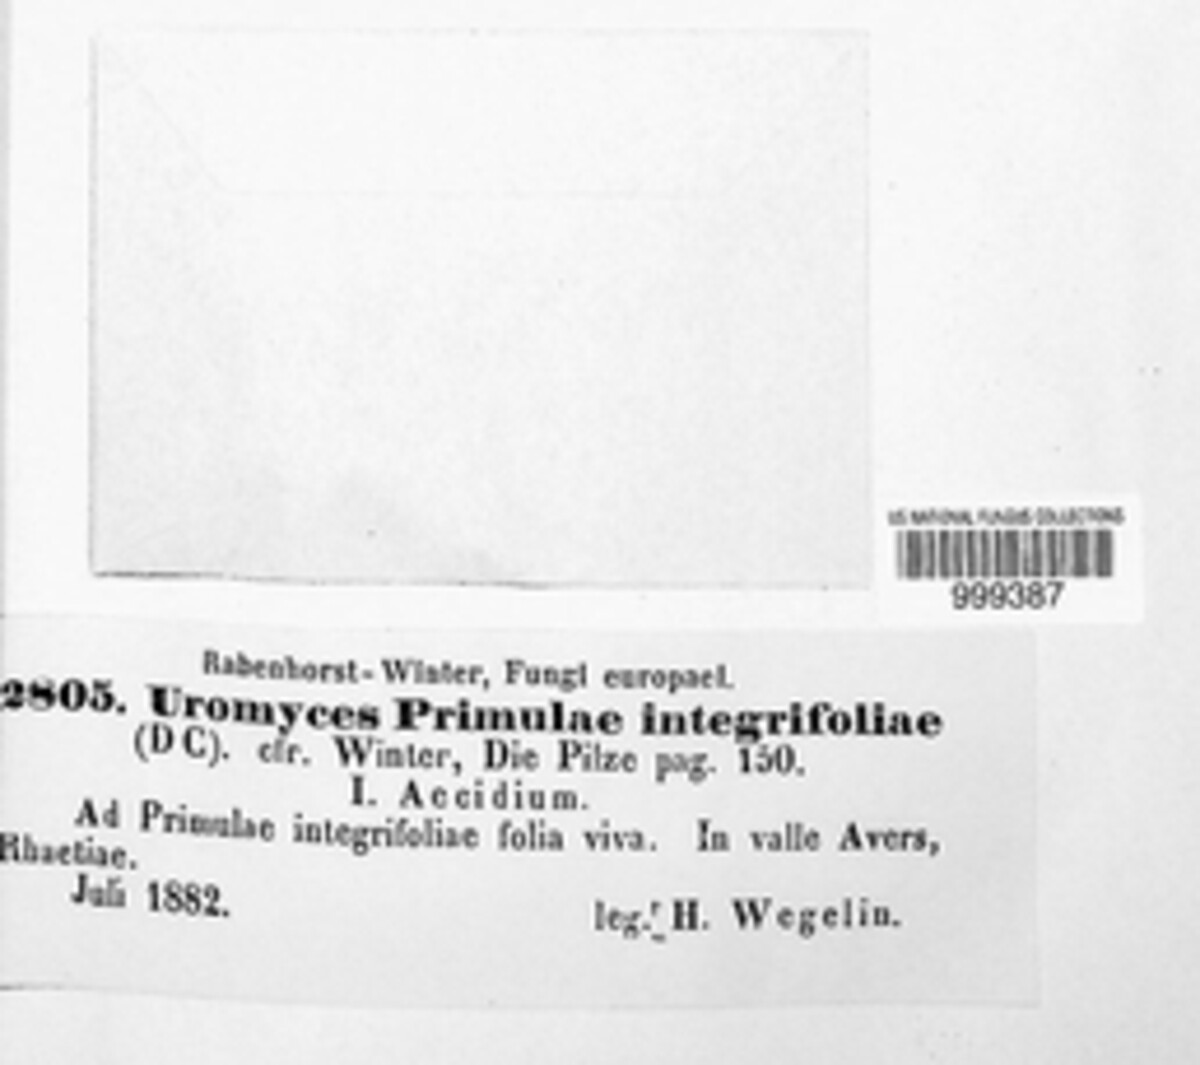 US NATIONAL FUNGUS COLLECTIONS
999387
Rabenhorst-Winter, Fungi europaei.
2805. Uromyces Primulae integrifoliae
(DC). cfr. Winter, Die Pilze pag. 150.
I. Aecidium.
Ad Primulae integrifoliae folia viva. In valle Avers,
Rhaetiae.
Juli 1882.
leg. H. Wegelin.